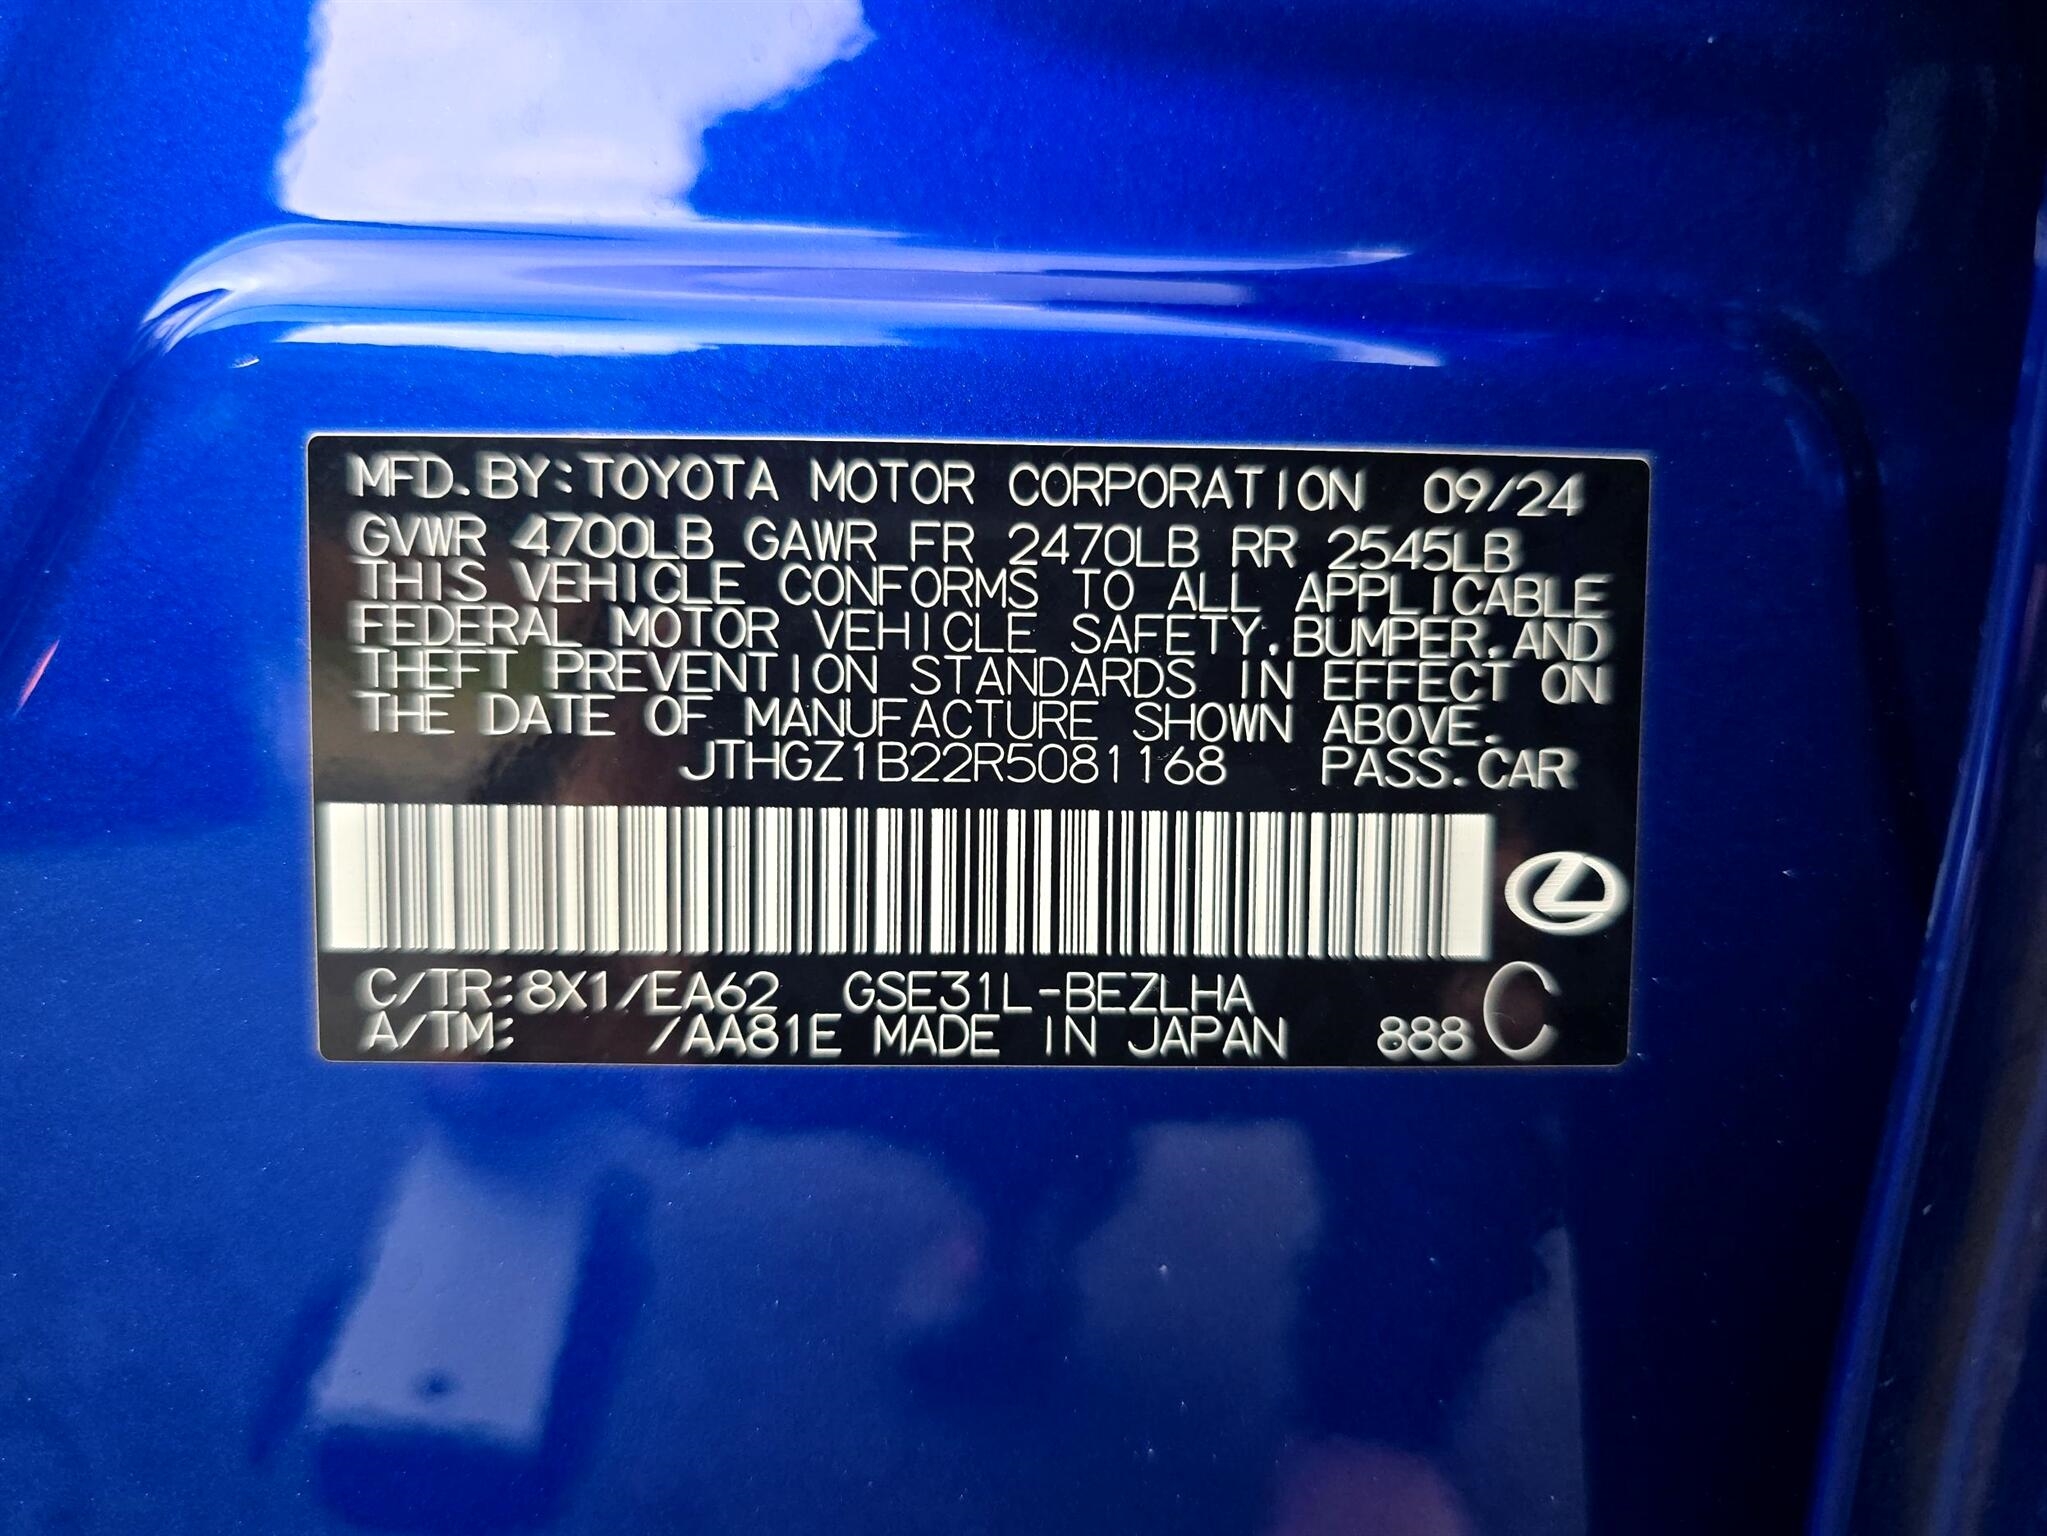 MFD.BY:TOYOTA MOTOR CORPORATION 09/24
GVWR 4700LB GAWR FR 2470LB RR 2545LB
THIS VEHICLE CONFORMS TO ALL APPLICABLE
FEDERAL MOTOR VEHICLE SAFETY,BUMPER,AND
THEFT PREVENTION STANDARDS IN EFFECT ON
THE DATE OF MANUFACTURE SHOWN ABOVE.
JTHGZ1B22R5081168 PASS.CAR
C/TR:8X1/EA62 GSE31L-BEZLHA
A/TM: /AA81E MADE IN JAPAN 888 C